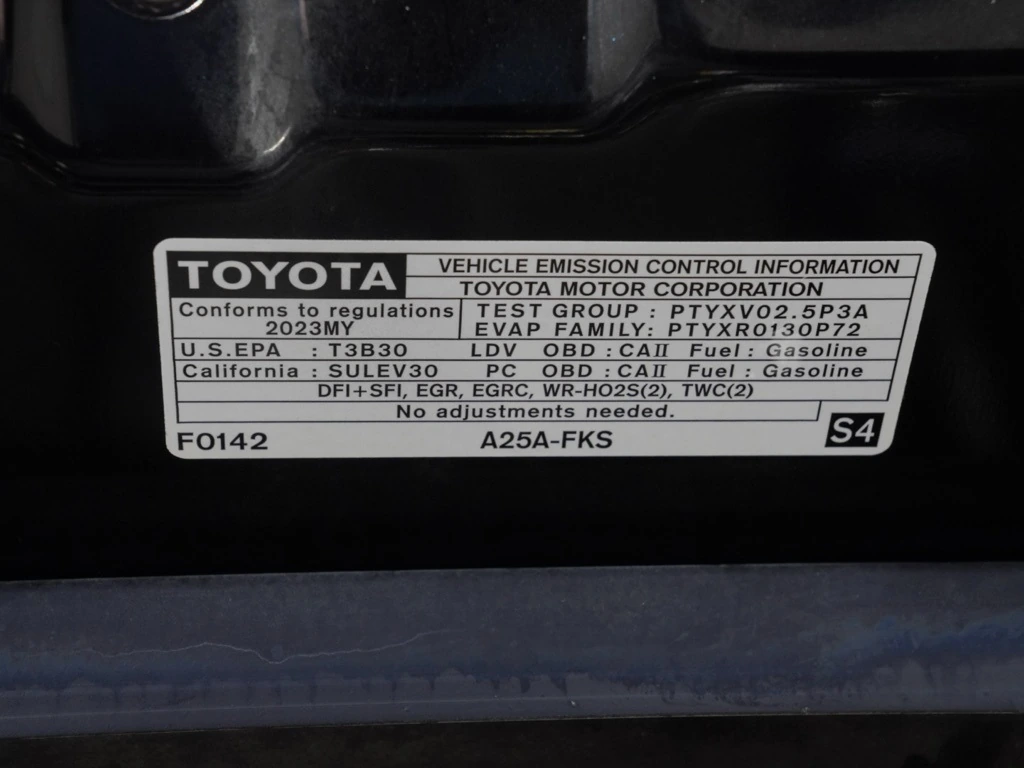 TOYOTA
VEHICLE EMISSION CONTROL INFORMATION
TOYOTA MOTOR CORPORATION
Conforms to regulations
2023MY
TEST GROUP : PTYXV02.5P3A
EVAP FAMILY: PTYXR0130P72
U.S.EPA : T3B30 LDV OBD : CAII Fuel : Gasoline
California : SULEV30 PC OBD : CAII Fuel : Gasoline
DFI+SFI, EGR, EGRC, WR-HO2S(2), TWC(2)
No adjustments needed.
F0142 A25A-FKS S4